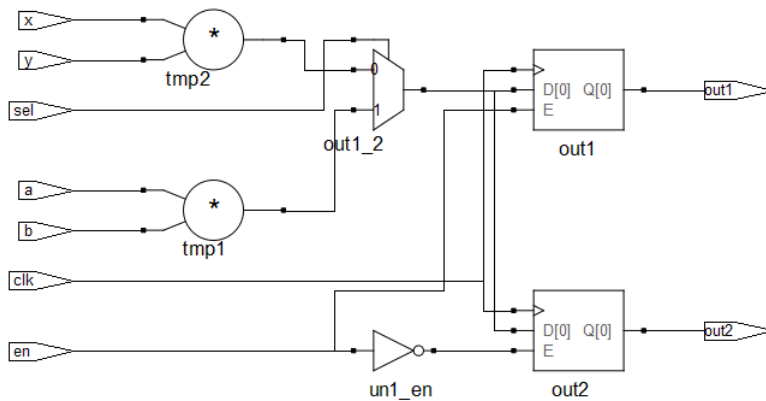 x
*
y
tmp2
sel
0
1
out1_2
D[0] Q[0]
E
out1
out1
a
*
b
tmp1
clk
en
un1_en
D[0] Q[0]
E
out2
out2